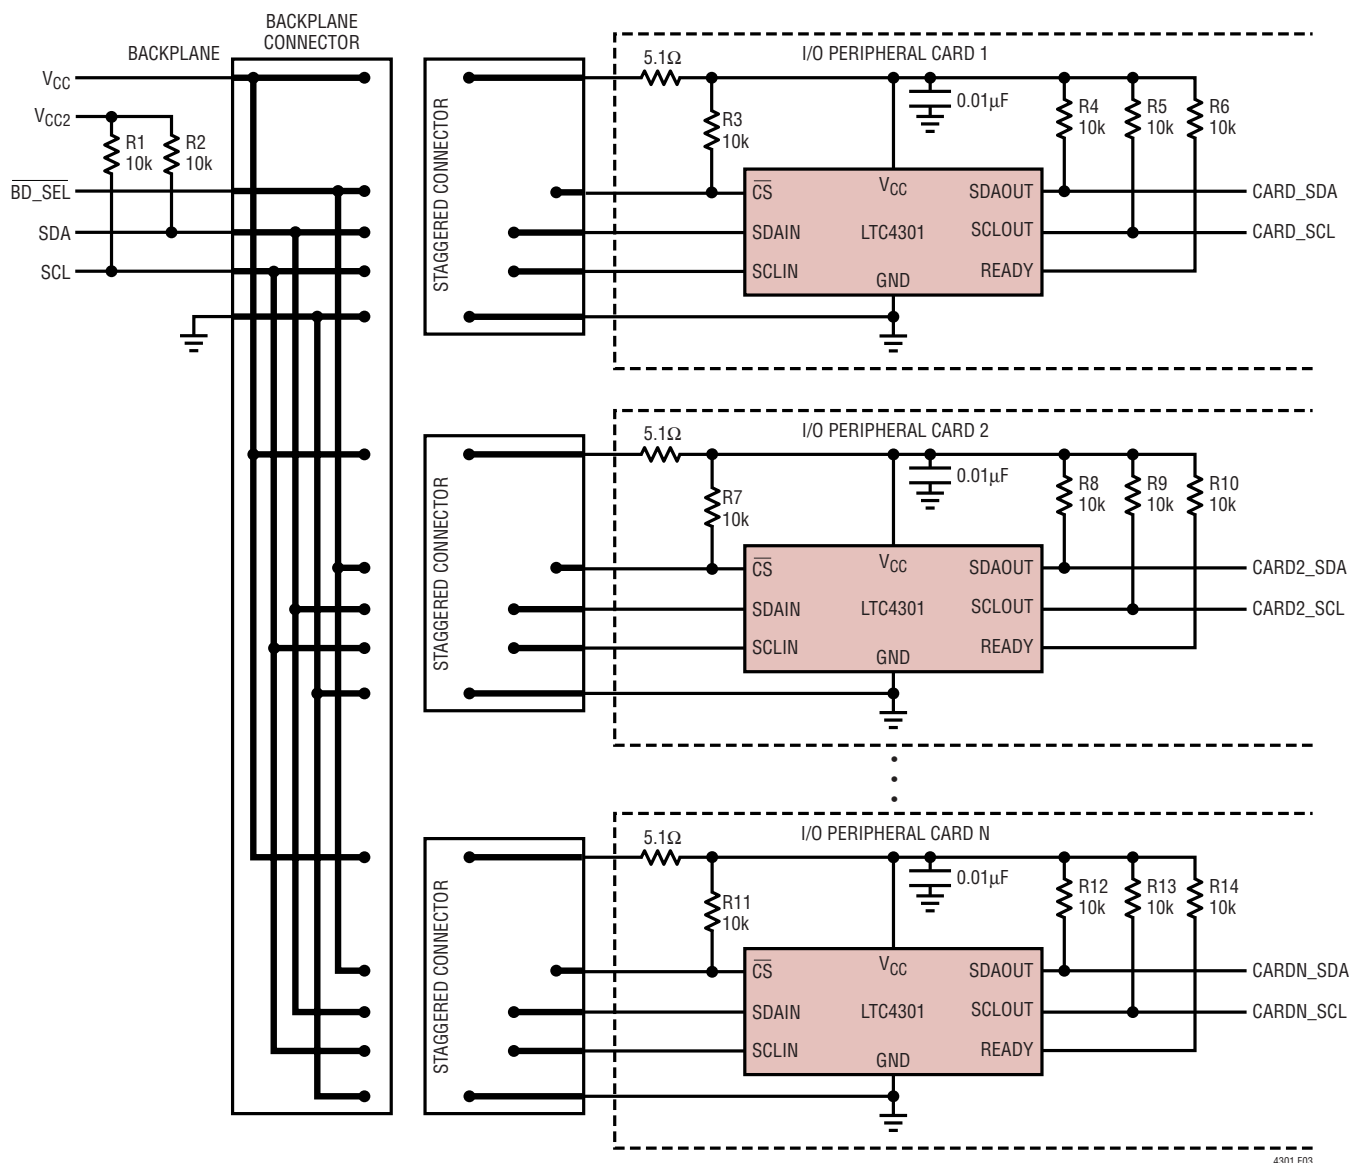 BACKPLANE
CONNECTOR
BACKPLANE
VCC
VCC2
R1
10k
R2
10k
BD_SEL
SDA
SCL
STAGGERED CONNECTOR
5.1Ω
I/O PERIPHERAL CARD 1
R3
10k
0.01µF
R4
10k
R5
10k
R6
10k
CS
VCC
SDAOUT
CARD_SDA
SDAIN
LTC4301
SCLOUT
CARD_SCL
SCLIN
GND
READY
STAGGERED CONNECTOR
5.1Ω
I/O PERIPHERAL CARD 2
R7
10k
0.01µF
R8
10k
R9
10k
R10
10k
CS
VCC
SDAOUT
CARD2_SDA
SDAIN
LTC4301
SCLOUT
CARD2_SCL
SCLIN
GND
READY
STAGGERED CONNECTOR
5.1Ω
I/O PERIPHERAL CARD N
R11
10k
0.01µF
R12
10k
R13
10k
R14
10k
CS
VCC
SDAOUT
CARDN_SDA
SDAIN
LTC4301
SCLOUT
CARDN_SCL
SCLIN
GND
READY
4301 F03